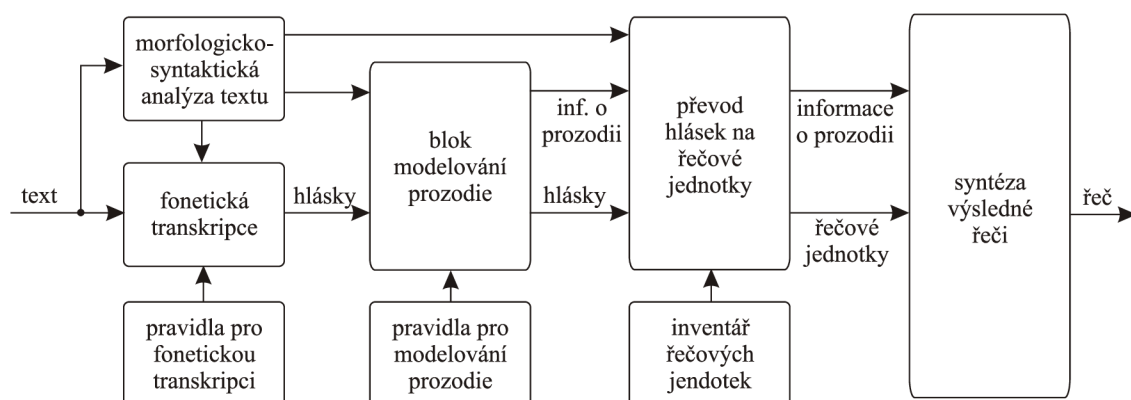 morfologicko-
syntaktická
analýza textu
text
fonetická
transkripce
hlásky
pravidla pro
fonetickou
transkripci
blok
modelování
prozodie
pravidla pro
modelování
prozodie
inf. o
prozodii
hlásky
převod
hlásek na
řečové
jednotky
inventář
řečových
jendotek
informace
o prozodii
řečové
jednotky
syntéza
výsledné
řeči
řeč